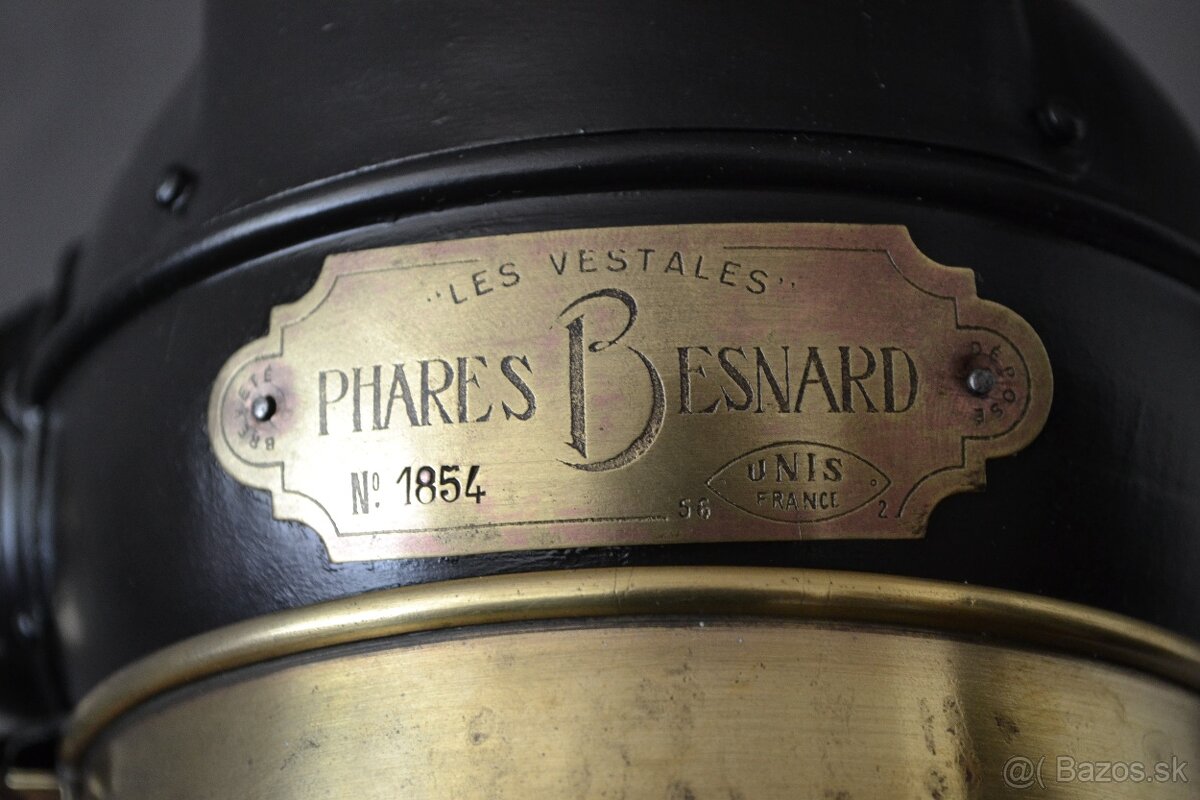 "LES VESTALES"
PHARES BESNARD
BREVETÉ
DÉPOSÉ
No. 1854
56
UNIS
FRANCE
2
@( Bazos.sk